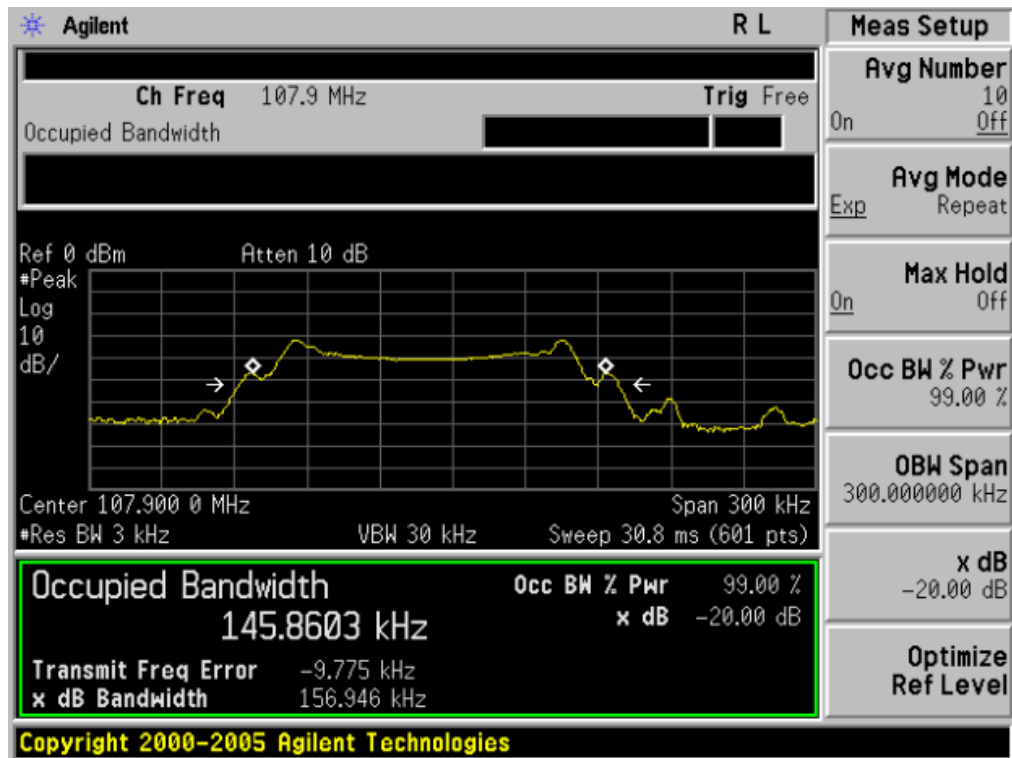 Agilent
R L
Meas Setup
Ch Freq 107.9 MHz
Trig Free
Occupied Bandwidth
Avg Number
10
On Off
Avg Mode
Exp Repeat
Ref 0 dBm
Atten 10 dB
#Peak
Log
10
dB/
Max Hold
On Off
Occ BW % Pwr
99.00 %
OBW Span
300.000000 kHz
x dB
-20.00 dB
Optimize
Ref Level
Center 107.900 0 MHz
Span 300 kHz
#Res BW 3 kHz
VBW 30 kHz
Sweep 30.8 ms (601 pts)
Occupied Bandwidth
145.8603 kHz
Occ BW % Pwr 99.00 %
x dB -20.00 dB
Transmit Freq Error -9.775 kHz
x dB Bandwidth 156.946 kHz
Copyright 2000-2005 Agilent Technologies